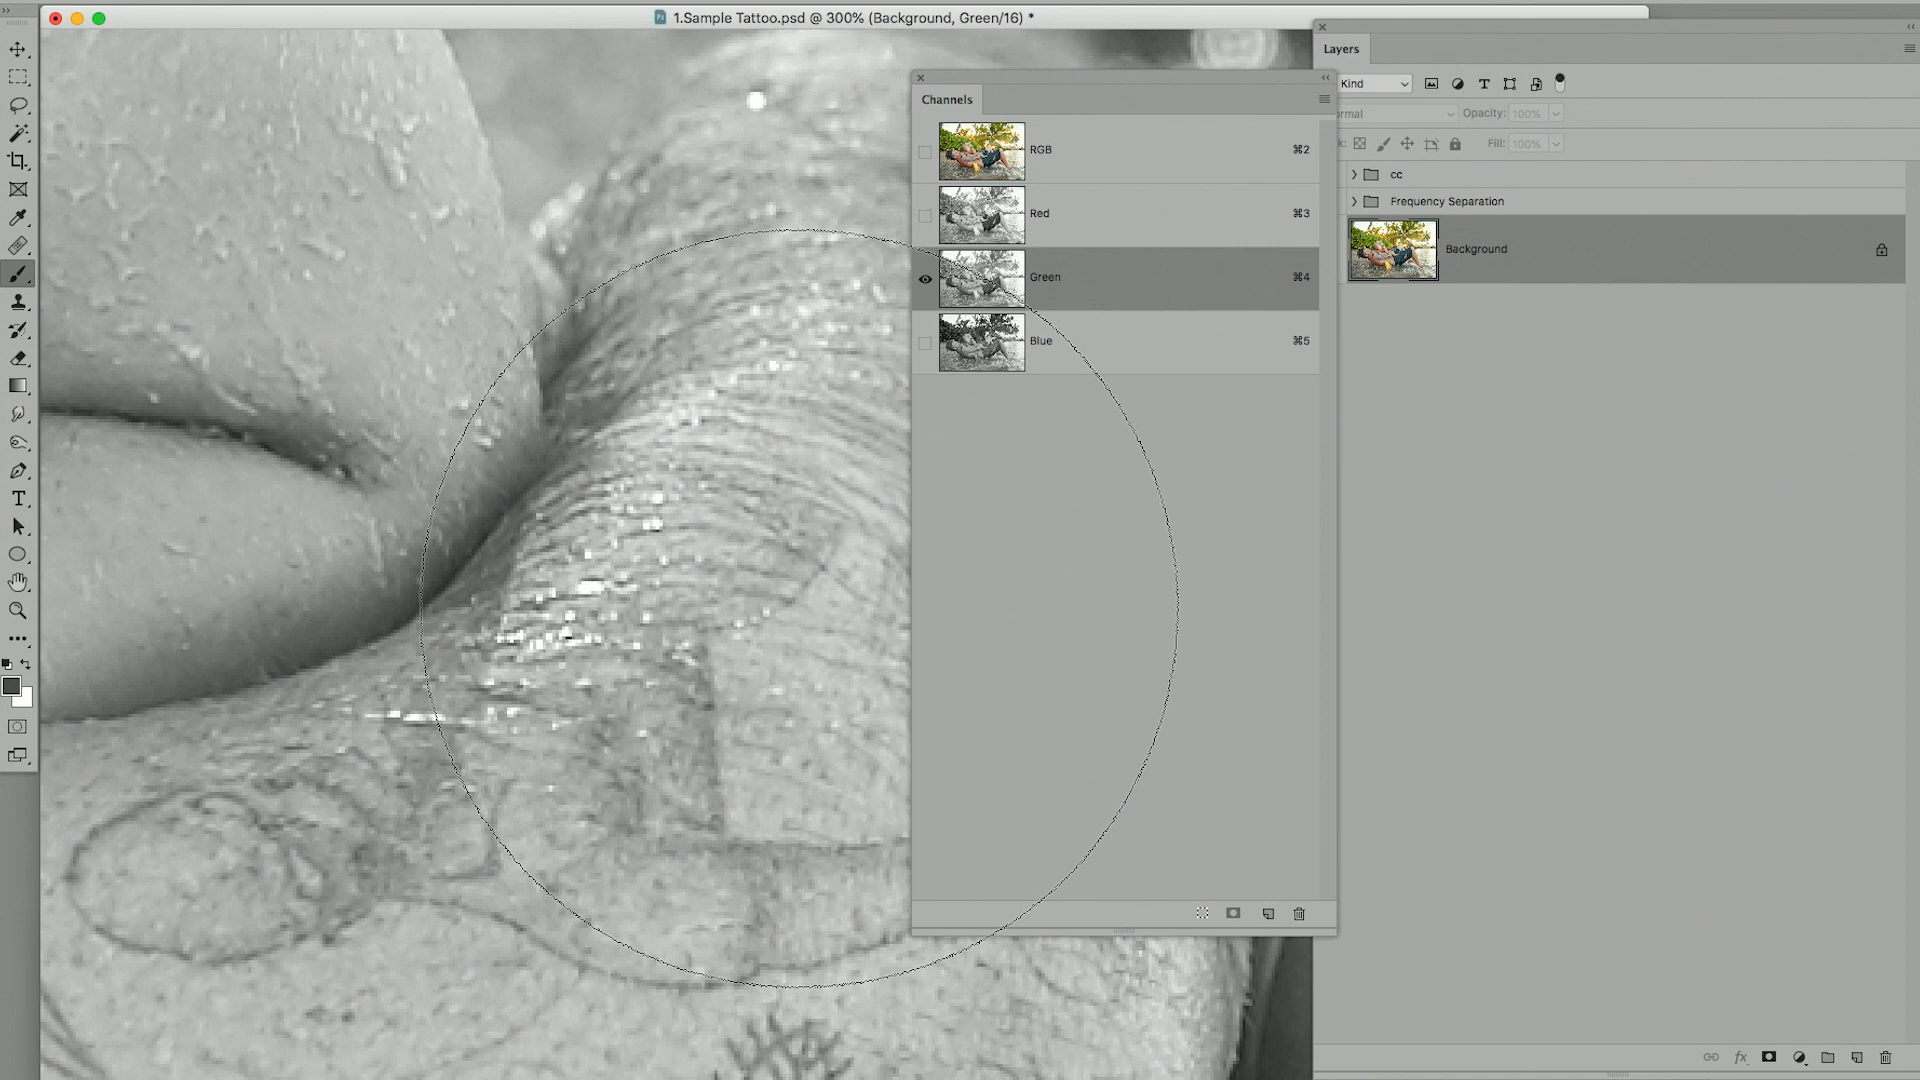 1.Sample Tattoo.psd @ 300% (Background, Green/16) *
Layers
Kind
Channels
Opacity: 100%
Fill: 100%
RGB ⌘2
cc
Red ⌘3
Frequency Separation
Background
Green ⌘4
Blue ⌘5
fx